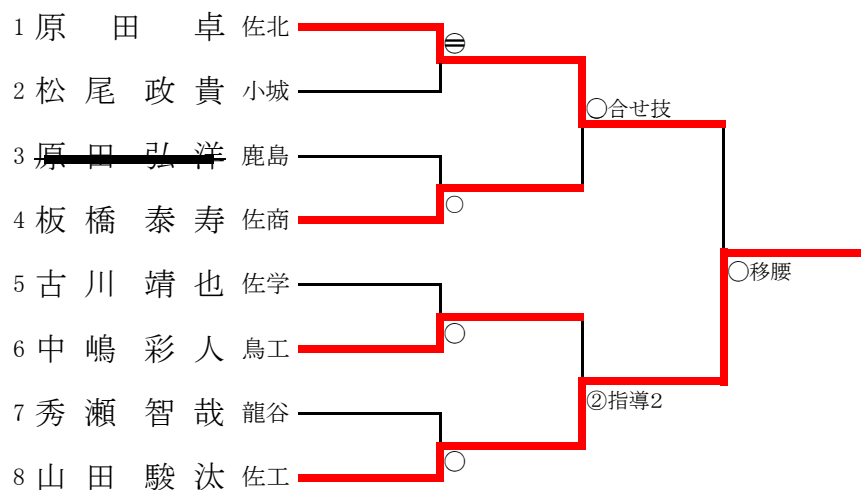 1 原田 卓 佐北
2 松尾政貴 小城
○合せ技
3 原田弘洋 鹿島
4 板橋泰寿 佐商
○
○移腰
5 古川靖也 佐学
6 中嶋彩人 鳥工
○
②指導2
7 秀瀬智哉 龍谷
8 山田駿汰 佐工
○